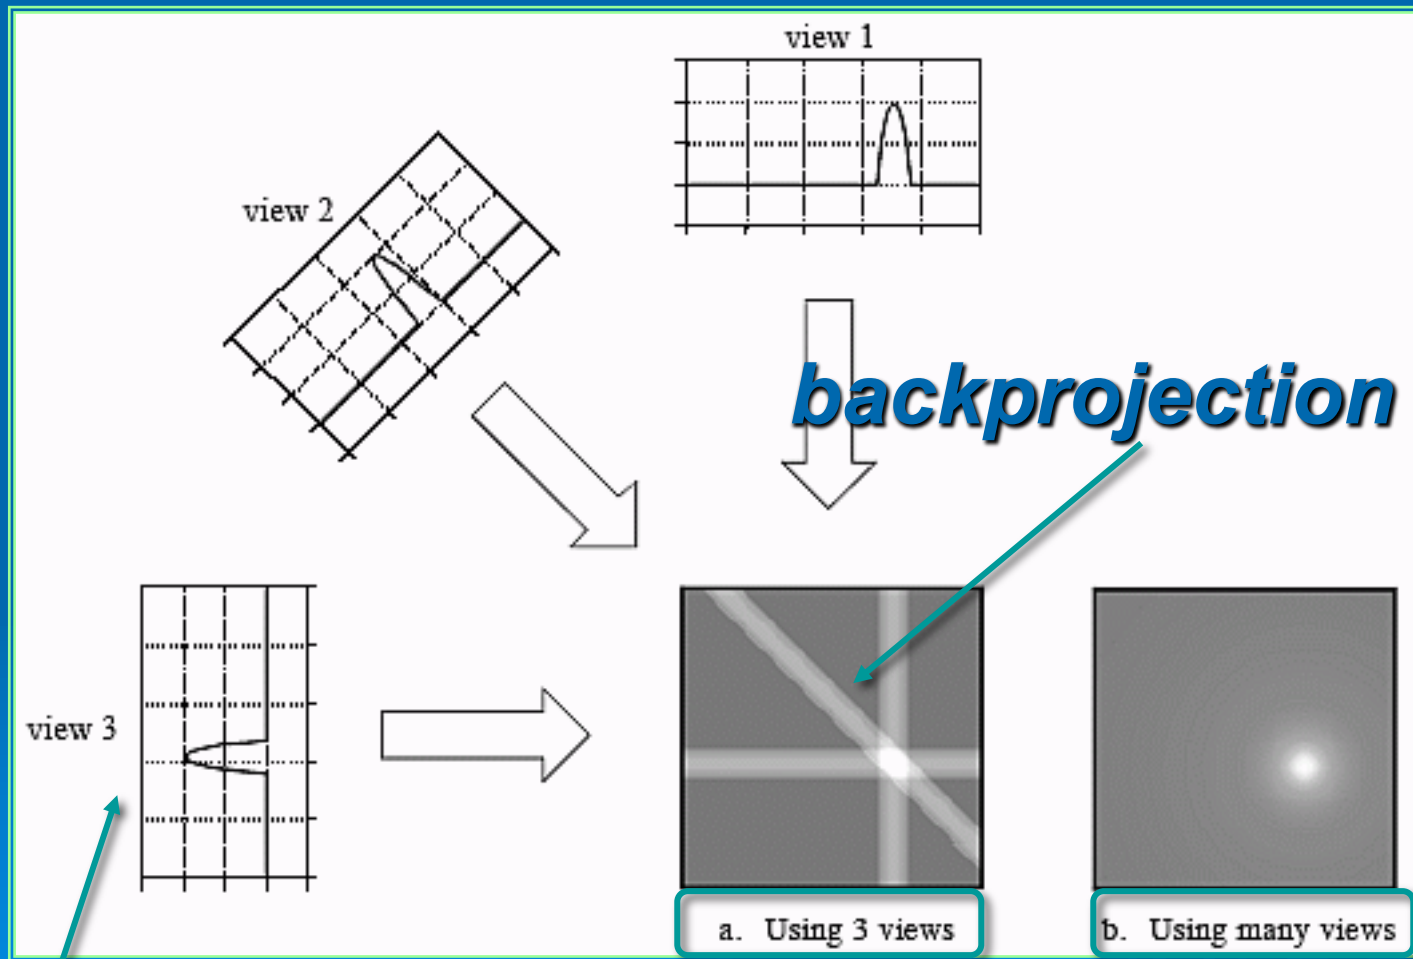 view 1
view 2
backprojection
view 3
a. Using 3 views
b. Using many views